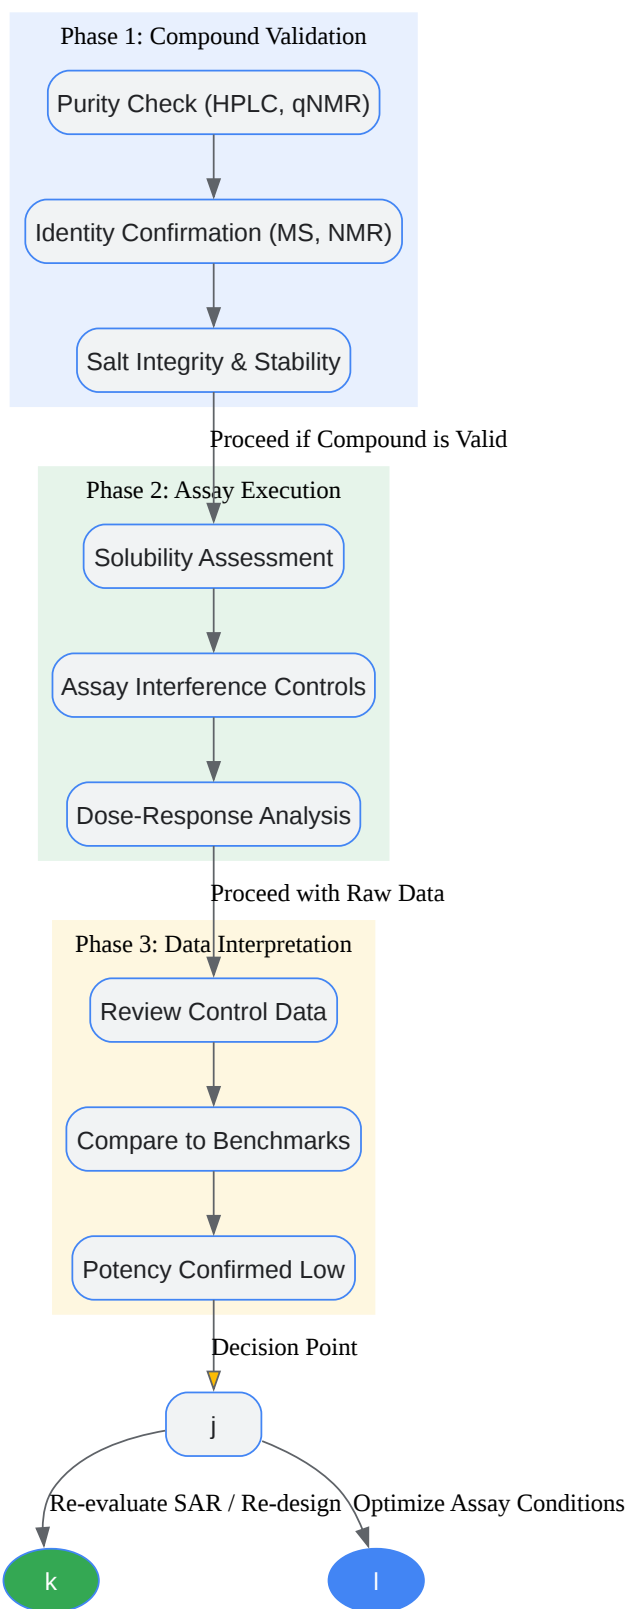 Phase 1: Compound Validation
Purity Check (HPLC, qNMR)
Identity Confirmation (MS, NMR)
Salt Integrity & Stability
Proceed if Compound is Valid
Phase 2: Assay Execution
Solubility Assessment
Assay Interference Controls
Dose-Response Analysis
Proceed with Raw Data
Phase 3: Data Interpretation
Review Control Data
Compare to Benchmarks
Potency Confirmed Low
Decision Point
j
Re-evaluate SAR / Re-design
Optimize Assay Conditions
k
l